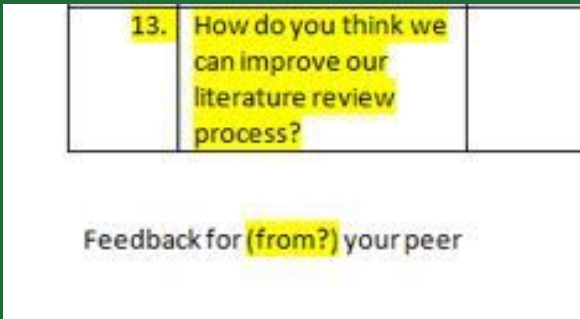 13. How do you think we
can improve our
literature review
process?
Feedback for (from?) your peer